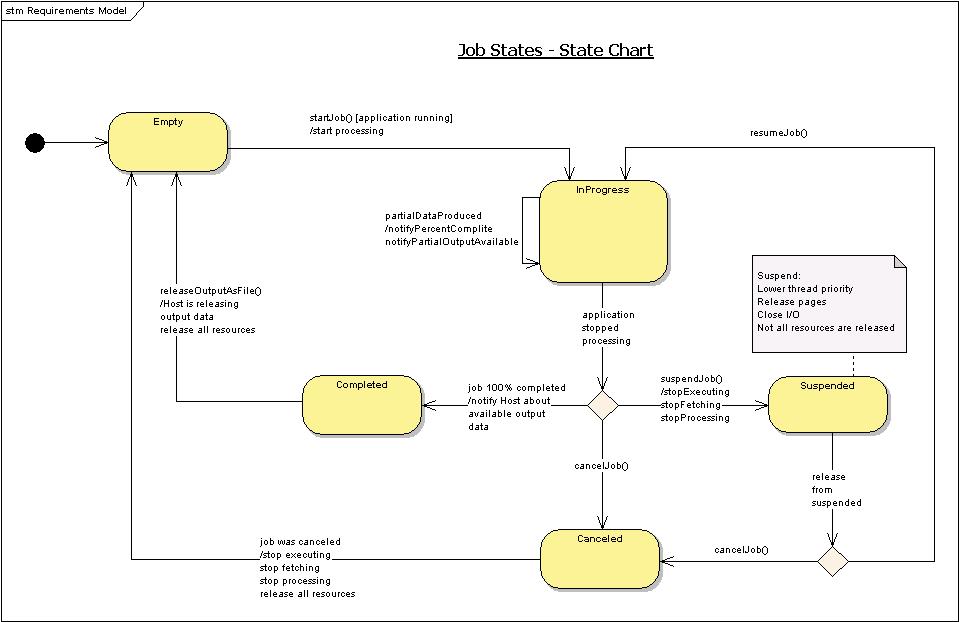 stm Requirements Model
Job States - State Chart
Empty
startJob() [application running]
/start processing
resumeJob()
InProgress
partialDataProduced
/notifyPercentComplite
notifyPartialOutputAvailable
Suspend:
Lower thread priority
Release pages
Close I/O
Not all resources are released
releaseOutputAsFile()
/Host is releasing
output data
release all resources
application
stopped
processing
Completed
job 100% completed
/notify Host about
available output
data
suspendJob()
/stopExecuting
stopFetching
stopProcessing
Suspended
cancelJob()
release
from
suspended
job was canceled
/stop executing
stop fetching
stop processing
release all resources
Canceled
cancelJob()